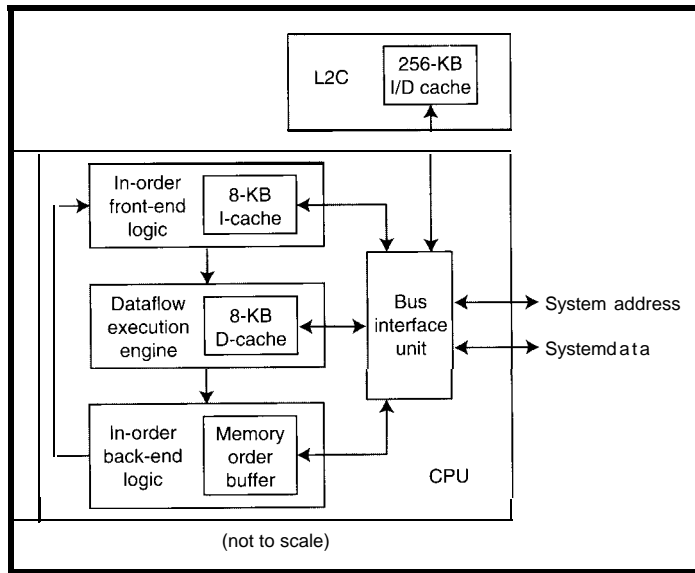 L2C
256-KB
I/D cache
In-order
front-end
logic
8-KB
I-cache
Dataflow
execution
engine
8-KB
D-cache
Bus
interface
unit
System address
Systemdata
In-order
back-end
logic
Memory
order
buffer
CPU
(not to scale)